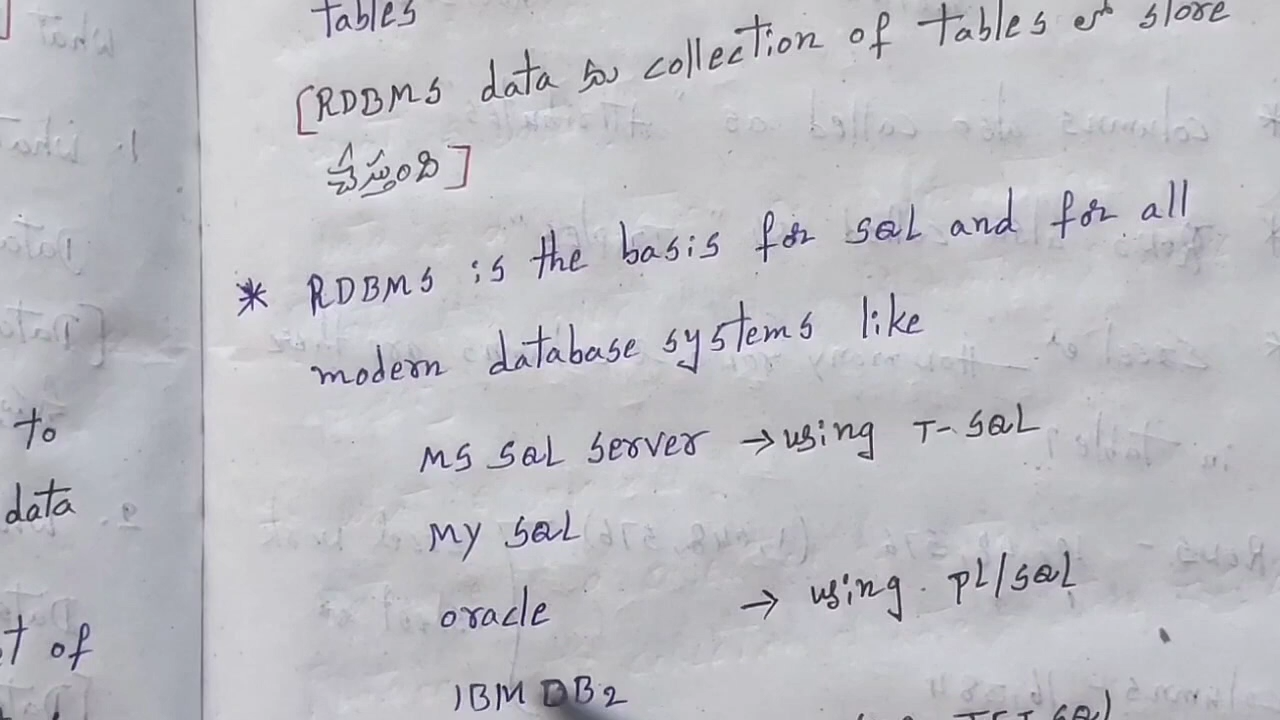 tables
[RDBMS data ను collection of tables లో store
చేస్తుంది]
* RDBMS is the basis for SQL and for all
modern database systems like
MS SQL Server → using T-SQL
My SQL
oracle → using PL/SQL
IBM DB2
to
data
of